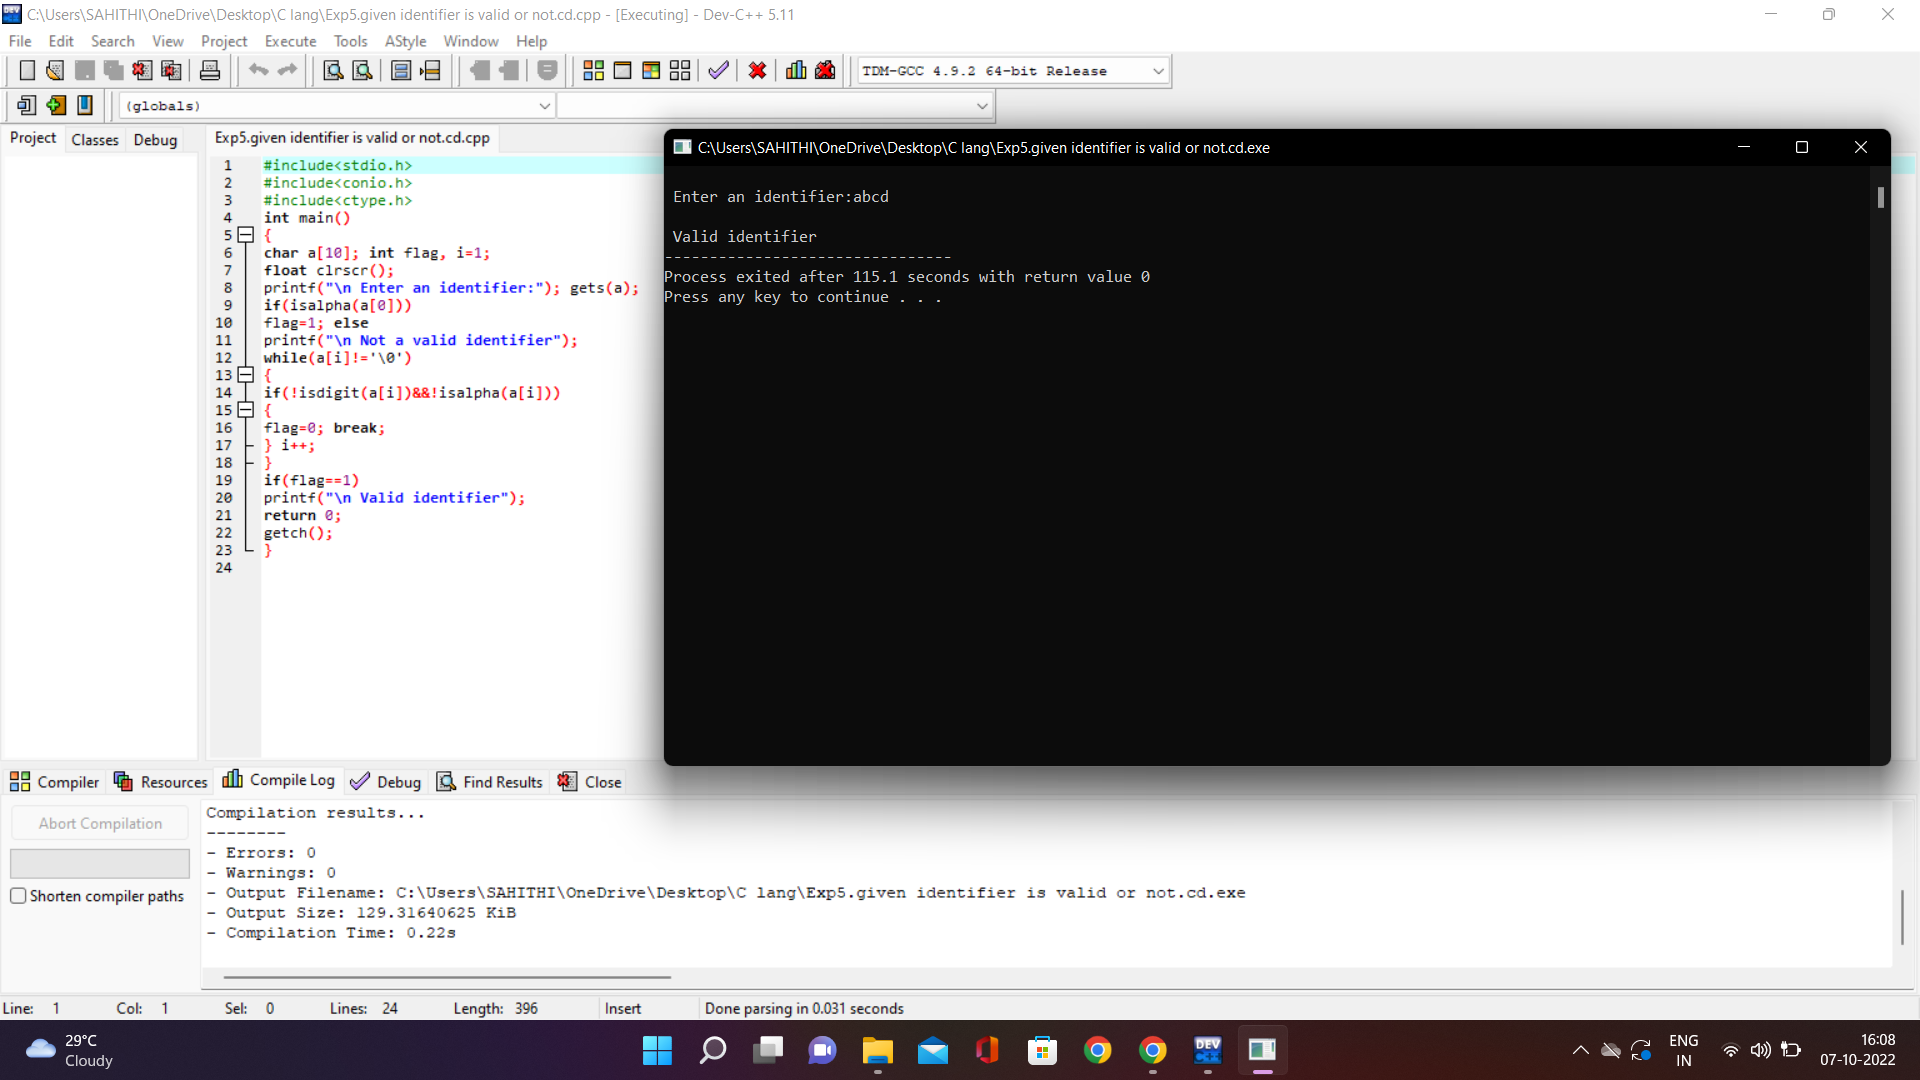 C:\Users\SAHITHI\OneDrive\Desktop\C lang\Exp5.given identifier is valid or not.cd.cpp - [Executing] - Dev-C++ 5.11
File Edit Search View Project Execute Tools AStyle Window Help
TDM-GCC 4.9.2 64-bit Release
(globals)
Project Classes Debug
Exp5.given identifier is valid or not.cd.cpp
1 #include<stdio.h>
2 #include<conio.h>
3 #include<ctype.h>
4 int main()
5 {
6 char a[10]; int flag, i=1;
7 float clrscr();
8 printf("\n Enter an identifier:"); gets(a);
9 if(isalpha(a[0]))
10 flag=1; else
11 printf("\n Not a valid identifier");
12 while(a[i]!='\0')
13 {
14 if(!isdigit(a[i])&&!isalpha(a[i]))
15 {
16 flag=0; break;
17 } i++;
18 }
19 if(flag==1)
20 printf("\n Valid identifier");
21 return 0;
22 getch();
23 }
24
C:\Users\SAHITHI\OneDrive\Desktop\C lang\Exp5.given identifier is valid or not.cd.exe
Enter an identifier:abcd
Valid identifier
--------------------------------
Process exited after 115.1 seconds with return value 0
Press any key to continue . . .
Compiler Resources Compile Log Debug Find Results Close
Abort Compilation
Shorten compiler paths
Compilation results...
--------
- Errors: 0
- Warnings: 0
- Output Filename: C:\Users\SAHITHI\OneDrive\Desktop\C lang\Exp5.given identifier is valid or not.cd.exe
- Output Size: 129.31640625 KiB
- Compilation Time: 0.22s
Line: 1 Col: 1 Sel: 0 Lines: 24 Length: 396 Insert Done parsing in 0.031 seconds
29°C
Cloudy
DEV
C++
ENG
IN
16:08
07-10-2022